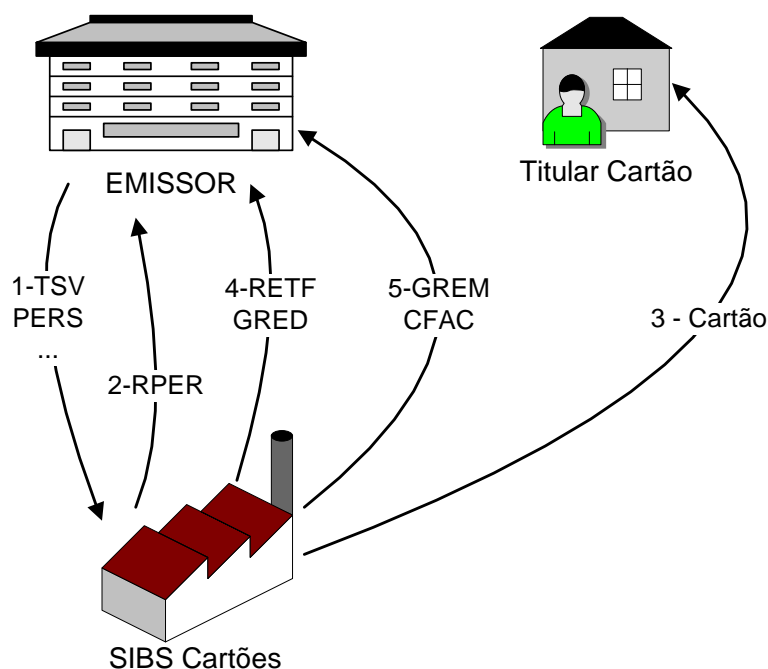 EMISSOR
Titular Cartão
1-TSV
PERS
...
2-RPER
4-RETF
GRED
5-GREM
CFAC
3 - Cartão
SIBS Cartões